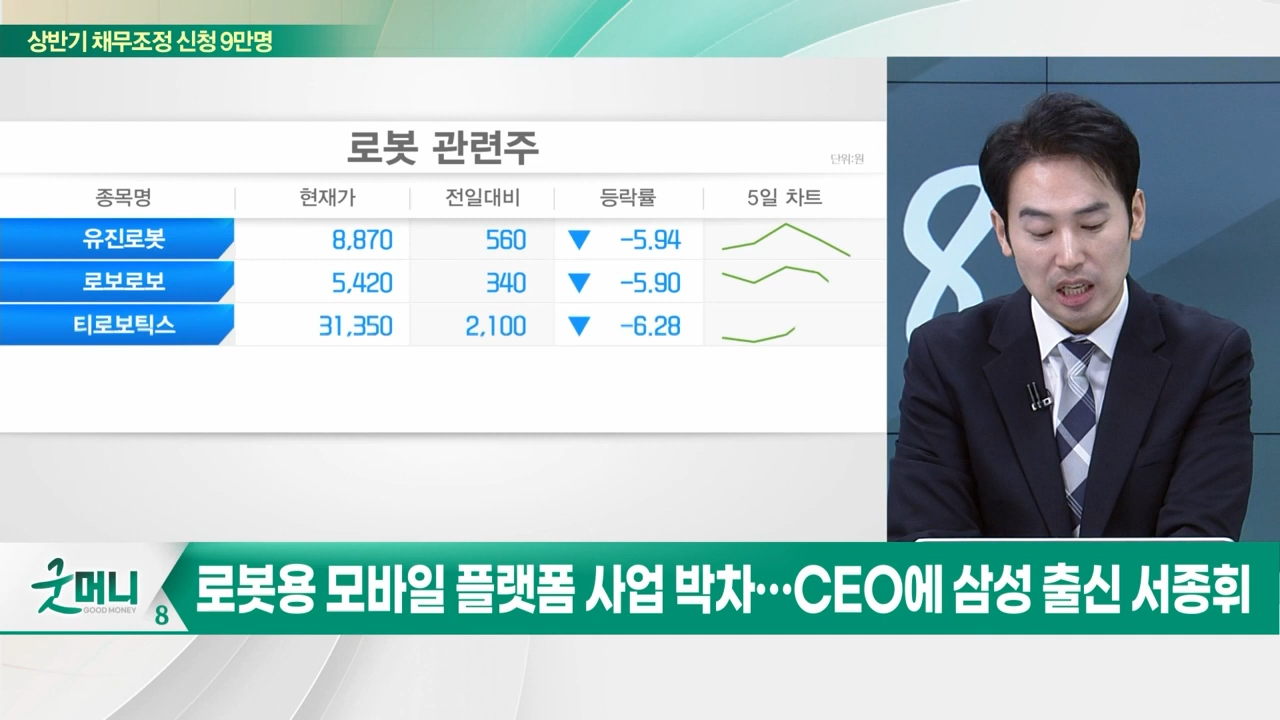 상반기 채무조정 신청 9만명
로봇 관련주
단위:원
종목명 현재가 전일대비 등락률 5일 차트
유진로봇 8,870 560 ▼ -5.94
로보로보 5,420 340 ▼ -5.90
티로보틱스 31,350 2,100 ▼ -6.28
8
굿머니
GOOD MONEY
8
로봇용 모바일 플랫폼 사업 박차…CEO에 삼성 출신 서종휘